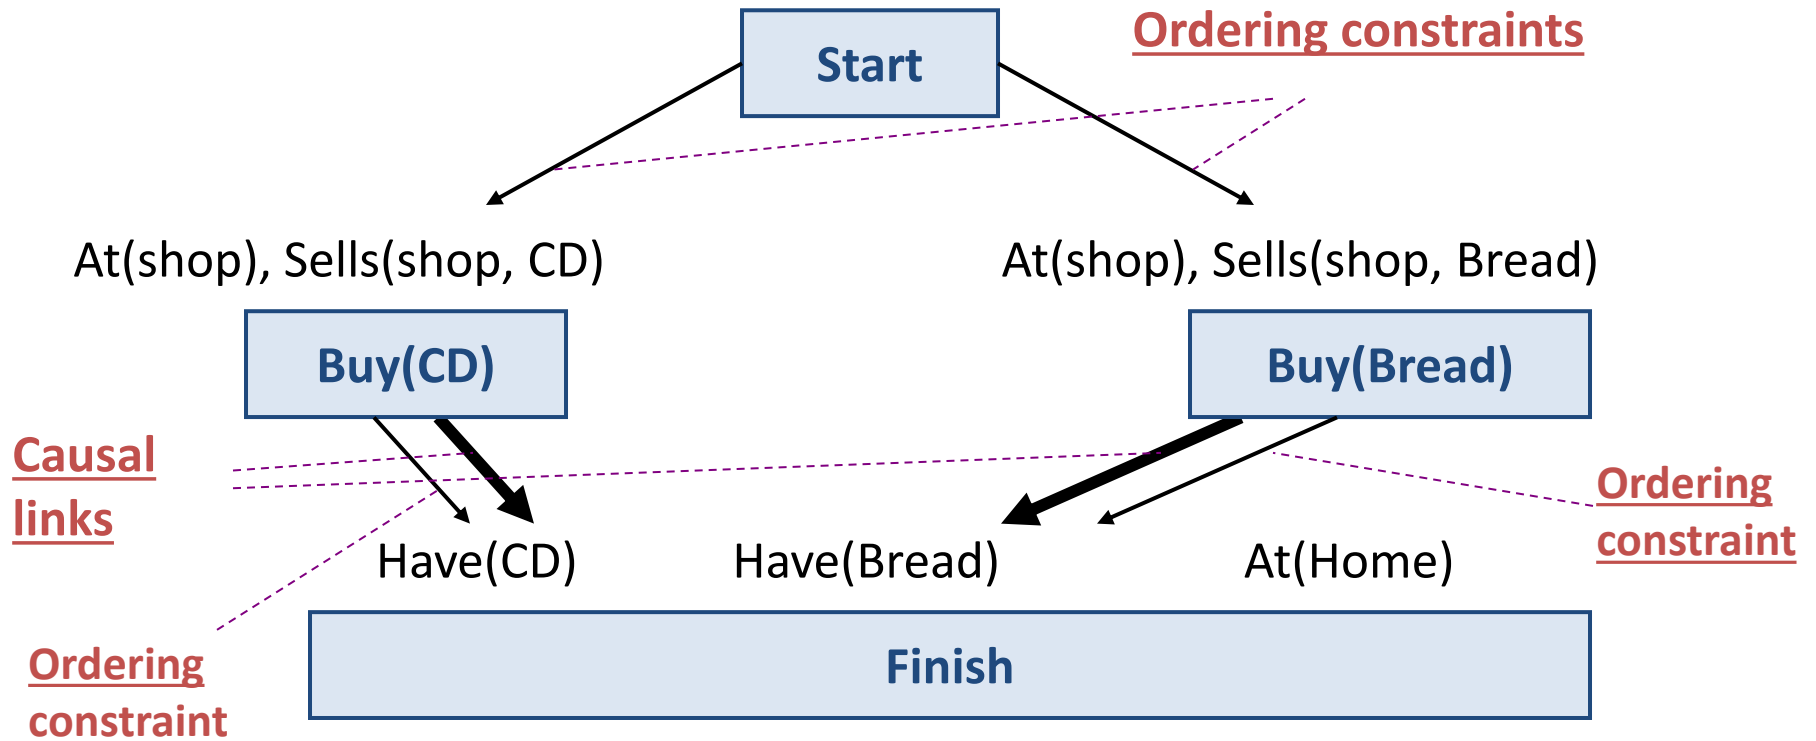 Ordering constraints
Start
At(shop), Sells(shop, CD)
At(shop), Sells(shop, Bread)
Buy(CD)
Buy(Bread)
Causal
links
Ordering
constraint
Have(CD)
Have(Bread)
At(Home)
Finish
Ordering
constraint